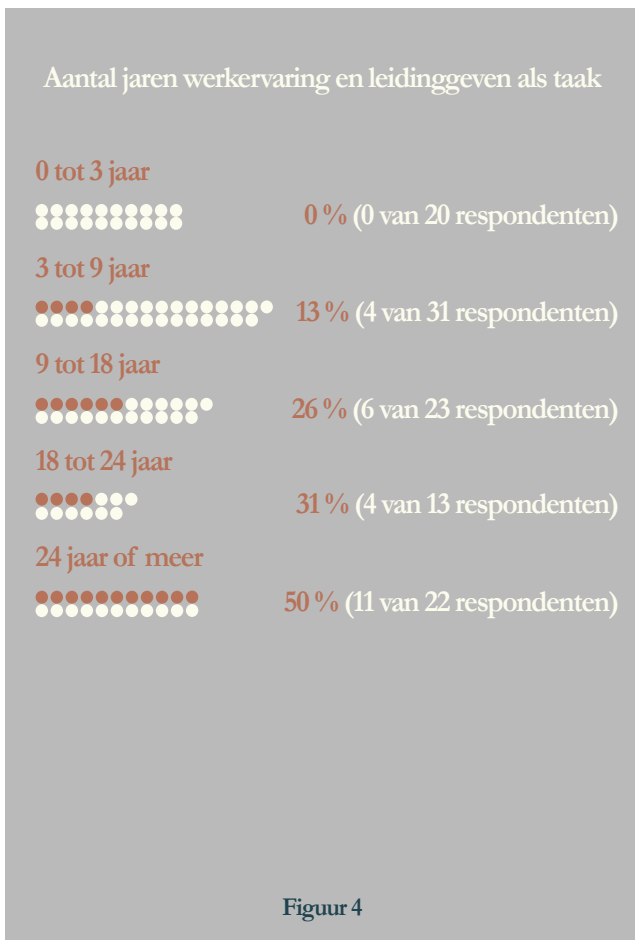 Aantal jaren werkervaring en leidinggeven als taak
0 tot 3 jaar
0 % (0 van 20 respondenten)
3 tot 9 jaar
13 % (4 van 31 respondenten)
9 tot 18 jaar
26 % (6 van 23 respondenten)
18 tot 24 jaar
31 % (4 van 13 respondenten)
24 jaar of meer
50 % (11 van 22 respondenten)
Figuur 4